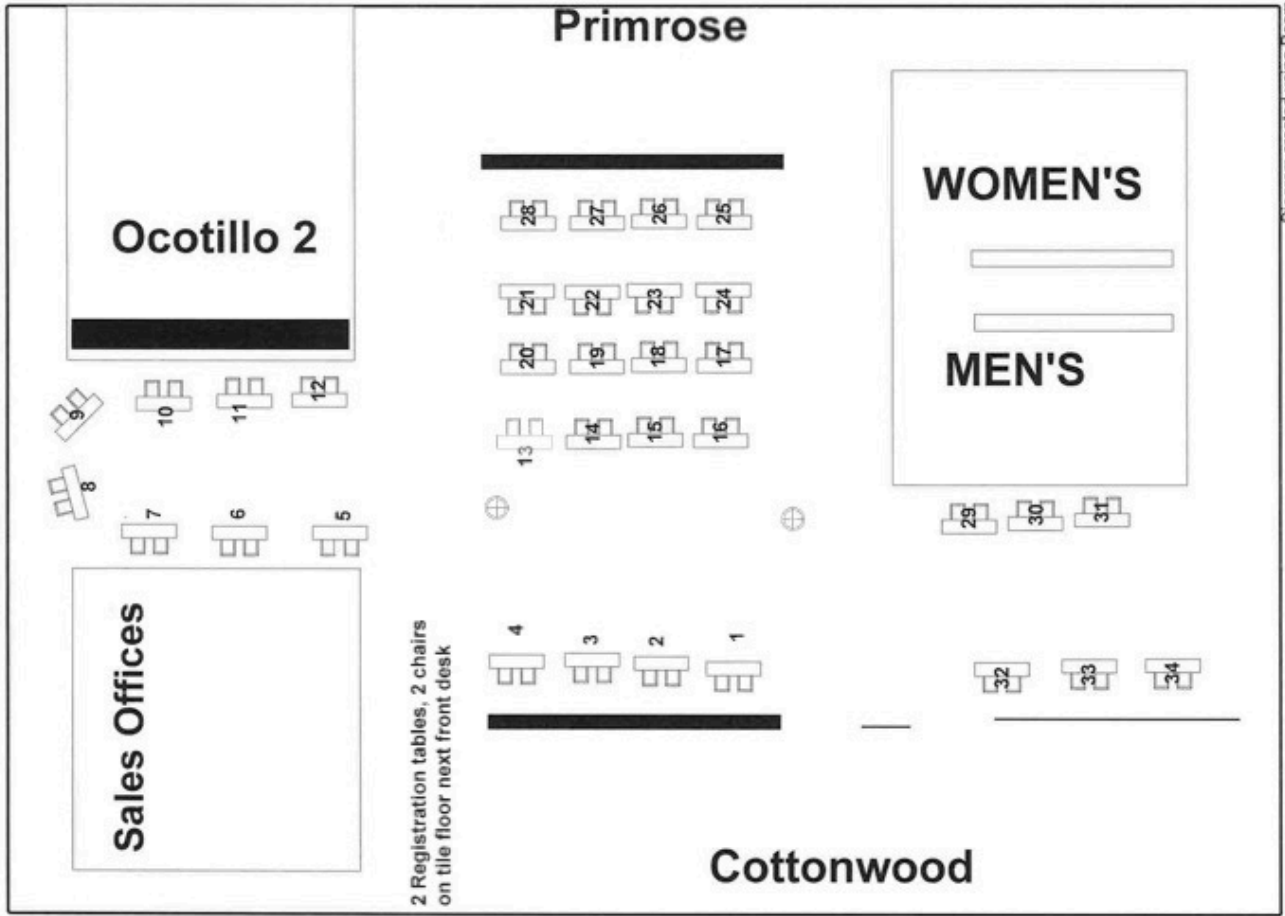 Primrose
WOMEN'S
Ocotillo 2
MEN'S
28 27 26 25
21 22 23 24
20 19 18 17
13 14 15 16
9 10 11 12
8
7 6 5
29 30 31
4 3 2 1
32 33 34
Sales Offices
2 Registration tables, 2 chairs
on tile floor next front desk
Cottonwood